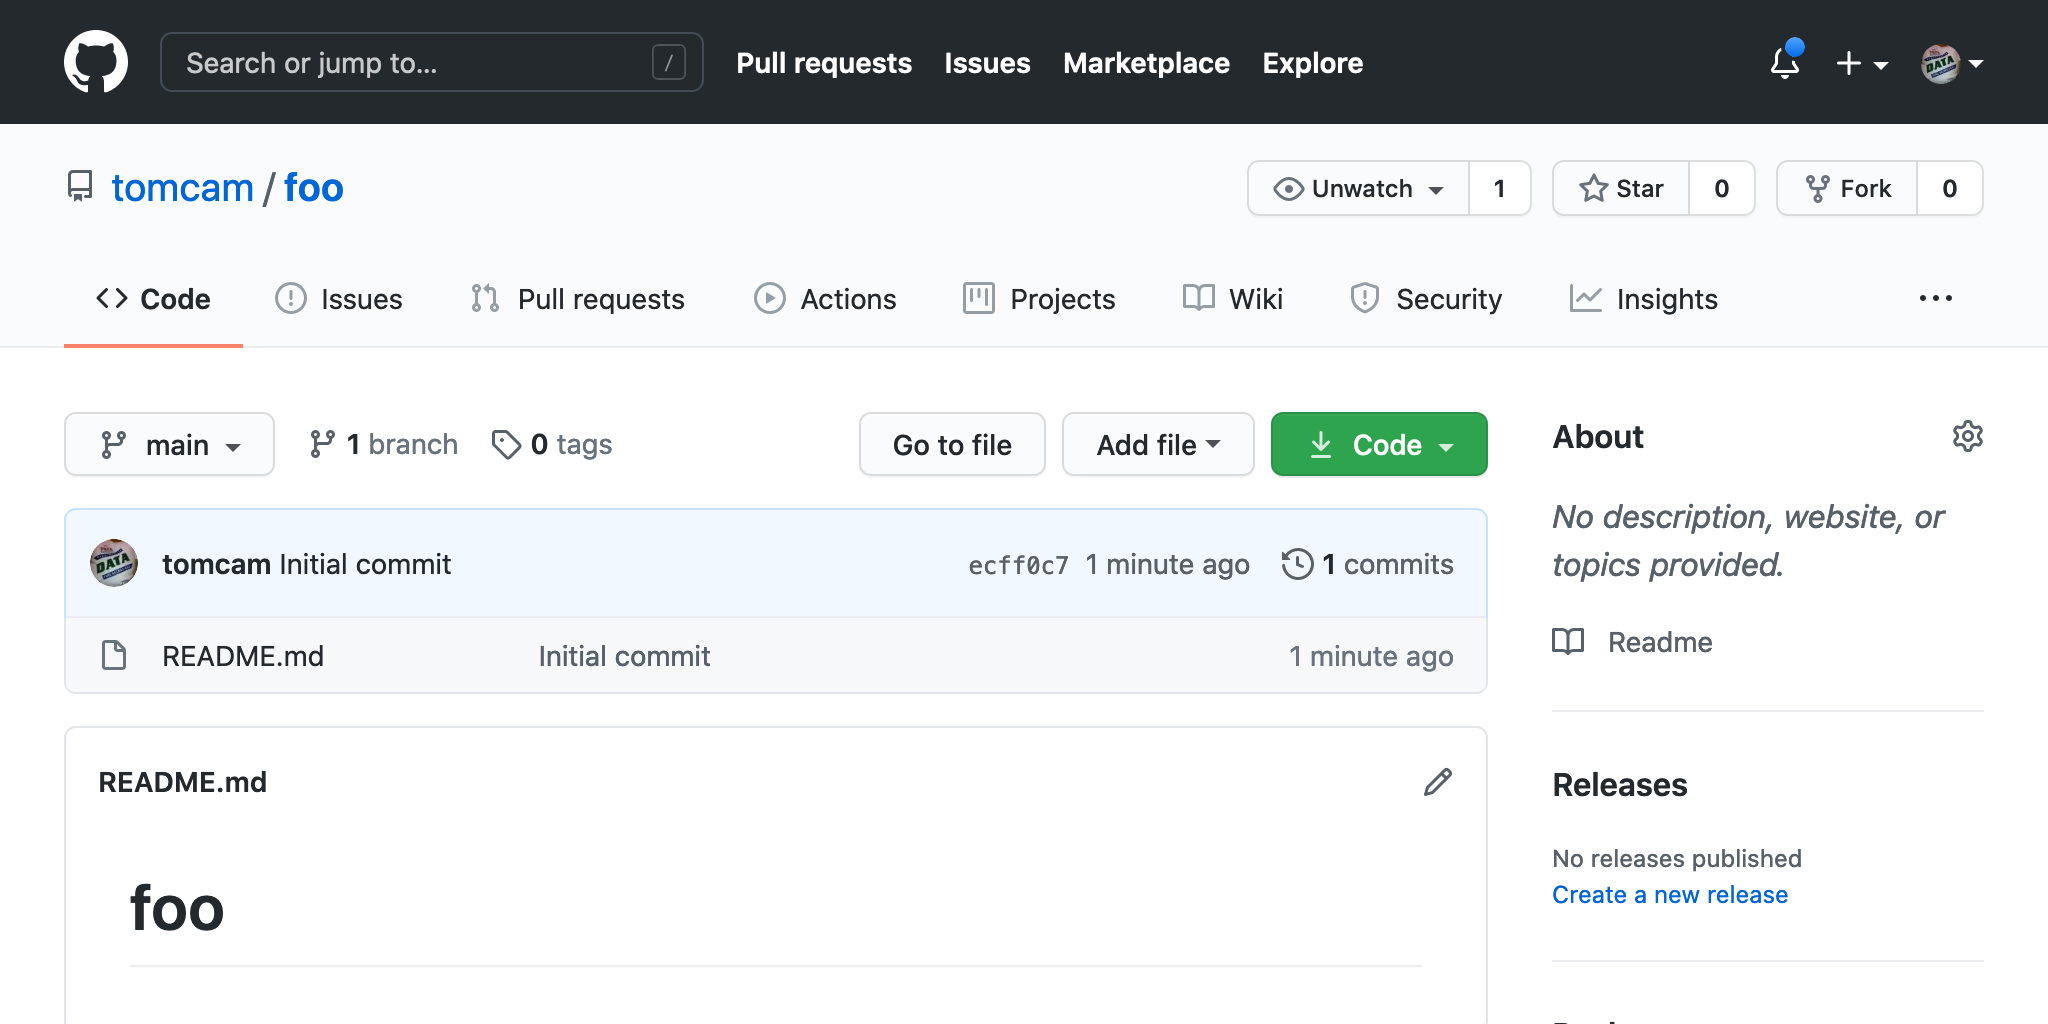 Search or jump to... /
Pull requests Issues Marketplace Explore
tomcam / foo
Unwatch 1 Star 0 Fork 0
Code Issues Pull requests Actions Projects Wiki Security Insights ...
main 1 branch 0 tags Go to file Add file Code
tomcam Initial commit ecff0c7 1 minute ago 1 commits
README.md Initial commit 1 minute ago
README.md
foo
About
No description, website, or
topics provided.
Readme
Releases
No releases published
Create a new release